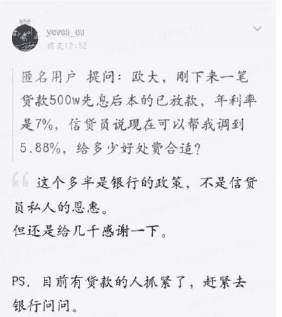 yevon_ou
前天12:52
匿名用户 提问：欧大，刚下来一笔
贷款500w先息后本的已放款，年利率
是7%，信贷员说现在可以帮我调到
5.88%，给多少好处费合适？
这个多半是银行的政策，不是信贷
员私人的恩惠。
但还是给几千感谢一下。
PS．目前有贷款的人抓紧了，赶紧去
银行问问。